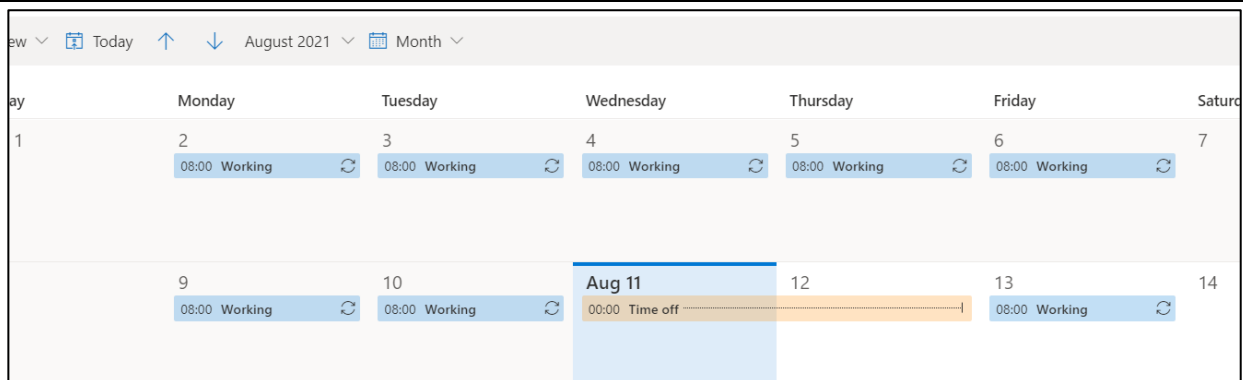 ew Today August 2021 Month
ay Monday Tuesday Wednesday Thursday Friday Saturd
1 2 3 4 5 6 7
08:00 Working 08:00 Working 08:00 Working 08:00 Working 08:00 Working
9 10 Aug 11 12 13 14
08:00 Working 08:00 Working 00:00 Time off 08:00 Working